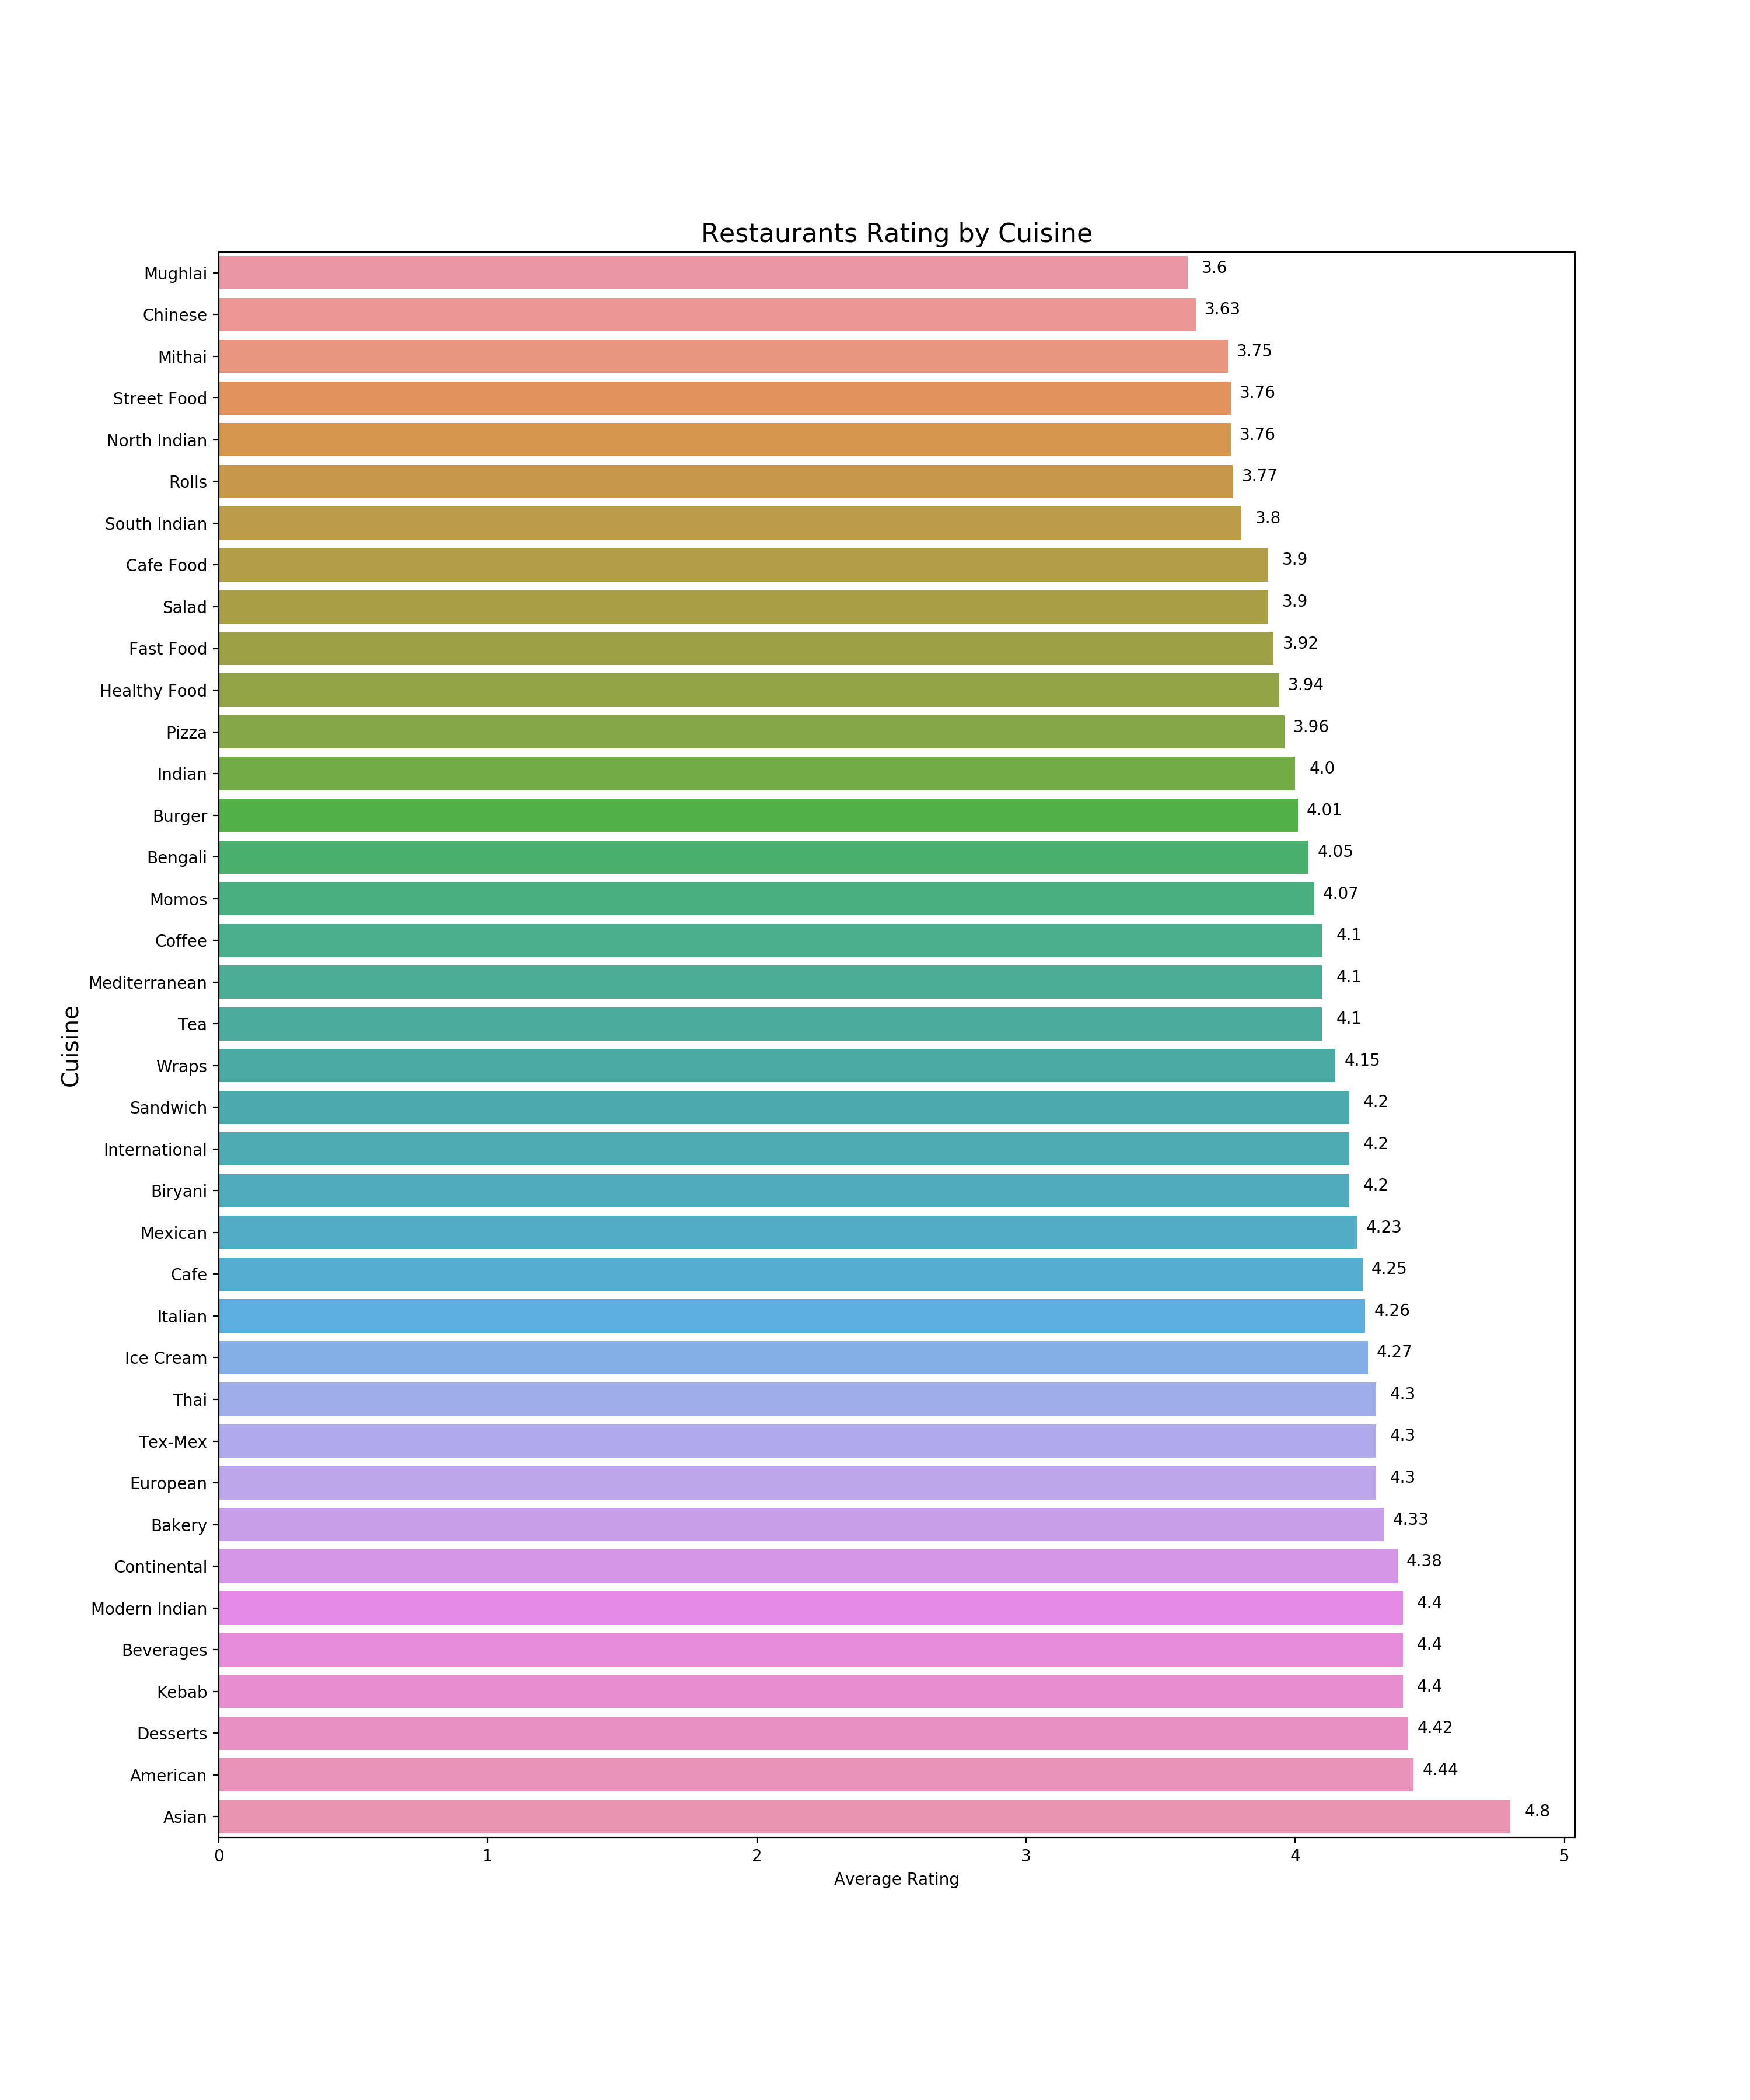 Restaurants Rating by Cuisine
Mughlai 3.6
Chinese 3.63
Mithai 3.75
Street Food 3.76
North Indian 3.76
Rolls 3.77
South Indian 3.8
Cafe Food 3.9
Salad 3.9
Fast Food 3.92
Healthy Food 3.94
Pizza 3.96
Indian 4.0
Burger 4.01
Bengali 4.05
Momos 4.07
Coffee 4.1
Mediterranean 4.1
Tea 4.1
Wraps 4.15
Sandwich 4.2
International 4.2
Biryani 4.2
Mexican 4.23
Cafe 4.25
Italian 4.26
Ice Cream 4.27
Thai 4.3
Tex-Mex 4.3
European 4.3
Bakery 4.33
Continental 4.38
Modern Indian 4.4
Beverages 4.4
Kebab 4.4
Desserts 4.42
American 4.44
Asian 4.8
Cuisine
0 1 2 3 4 5
Average Rating